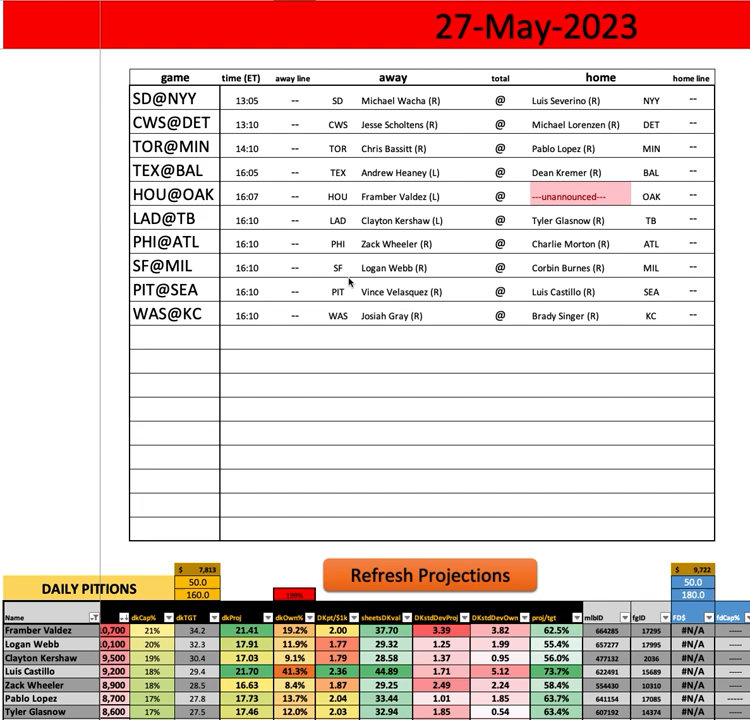 27-May-2023
game time (ET) away line away total home home line
SD@NYY 13:05 -- SD Michael Wacha (R) @ Luis Severino (R) NYY --
CWS@DET 13:10 -- CWS Jesse Scholtens (R) @ Michael Lorenzen (R) DET --
TOR@MIN 14:10 -- TOR Chris Bassitt (R) @ Pablo Lopez (R) MIN --
TEX@BAL 16:05 -- TEX Andrew Heaney (L) @ Dean Kremer (R) BAL --
HOU@OAK 16:07 -- HOU Framber Valdez (L) @ ---unannounced--- OAK --
LAD@TB 16:10 -- LAD Clayton Kershaw (L) @ Tyler Glasnow (R) TB --
PHI@ATL 16:10 -- PHI Zack Wheeler (R) @ Charlie Morton (R) ATL --
SF@MIL 16:10 -- SF Logan Webb (R) @ Corbin Burnes (R) MIL --
PIT@SEA 16:10 -- PIT Vince Velasquez (R) @ Luis Castillo (R) SEA --
WAS@KC 16:10 -- WAS Josiah Gray (R) @ Brady Singer (R) KC --
$ 7,813 $ 9,722
Refresh Projections
50.0 50.0
DAILY PITIONS
160.0 199% 180.0
Name dkCap% dkTGT dkProj dkOwn% DKpt/$1k sheetsDKval DKstdDevProj DKstdDevOwn proj/tgt mlbID fgID FD$ fdCap%
Framber Valdez .0,700 21% 34.2 21.41 19.2% 2.00 37.70 3.39 3.82 62.5% 664285 17295 #N/A -----
Logan Webb .0,100 20% 32.3 17.91 11.9% 1.77 29.32 1.25 1.99 55.4% 657277 17995 #N/A -----
Clayton Kershaw 9,500 19% 30.4 17.03 9.1% 1.79 28.58 1.37 0.95 56.0% 477132 2036 #N/A -----
Luis Castillo 9,200 18% 29.4 21.70 41.3% 2.36 44.89 1.71 5.12 73.7% 622491 15689 #N/A -----
Zack Wheeler 8,900 18% 28.5 16.63 8.4% 1.87 29.25 2.49 2.24 58.4% 554430 10310 #N/A -----
Pablo Lopez 8,700 17% 27.8 17.73 13.7% 2.04 33.44 1.01 1.85 63.7% 641154 17085 #N/A -----
Tyler Glasnow 8,600 17% 27.5 17.46 12.0% 2.03 32.94 1.85 0.54 63.4% 607192 14374 #N/A -----